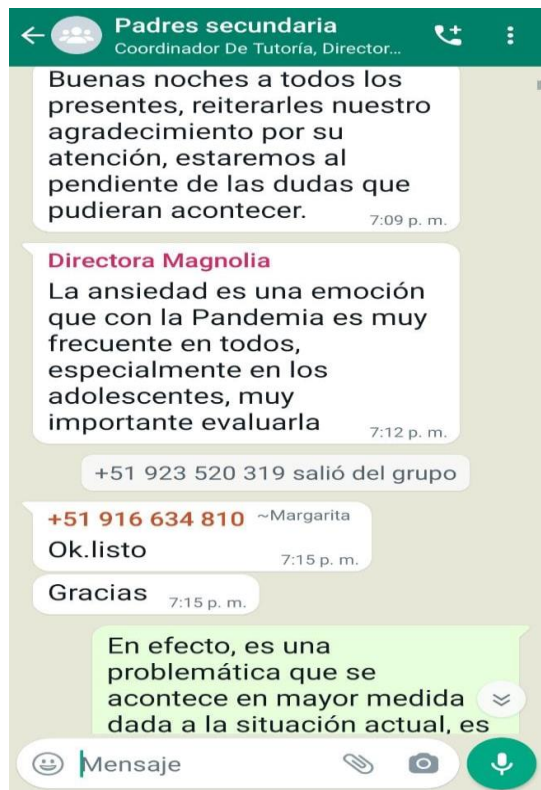 Padres secundaria
Coordinador De Tutoría, Director...
Buenas noches a todos los
presentes, reiterarles nuestro
agradecimiento por su
atención, estaremos al
pendiente de las dudas que
pudieran acontecer.
7:09 p. m.
Directora Magnolia
La ansiedad es una emoción
que con la Pandemia es muy
frecuente en todos,
especialmente en los
adolescentes, muy
importante evaluarla
7:12 p. m.
+51 923 520 319 salió del grupo
+51 916 634 810 ~Margarita
Ok.listo
7:15 p. m.
Gracias 7:15 p. m.
En efecto, es una
problemática que se
acontece en mayor medida
dada a la situación actual, es
Mensaje